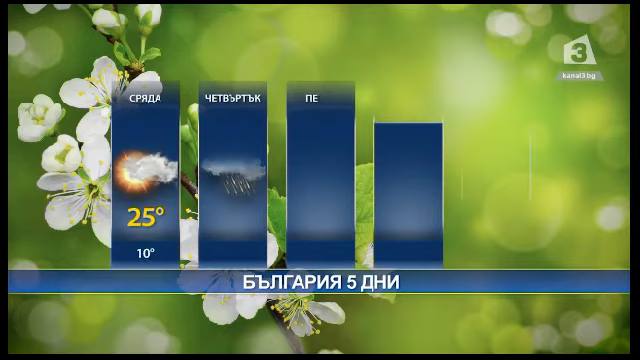 3
kanal3.bg
СРЯДА
ЧЕТВЪРТЪК
ПЕ
25°
10°
БЪЛГАРИЯ 5 ДНИ